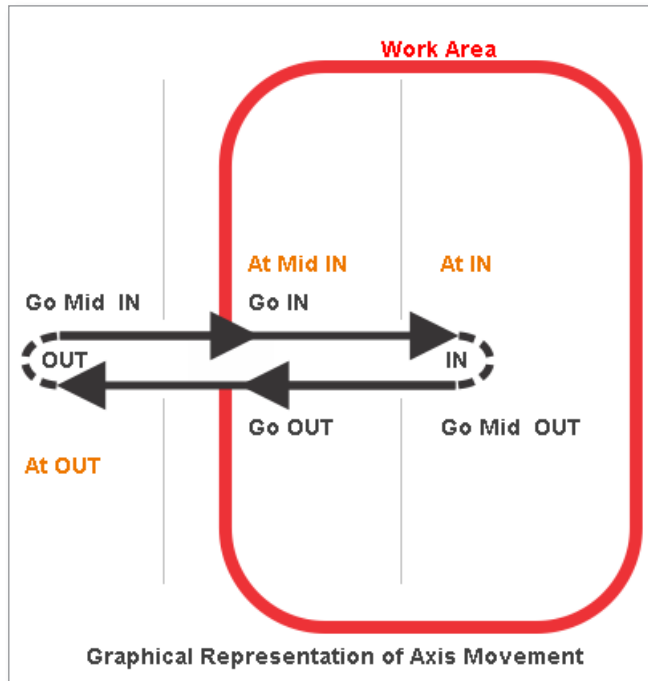 Work Area
At Mid IN
At IN
Go Mid IN
Go IN
OUT
IN
Go OUT
Go Mid OUT
At OUT
Graphical Representation of Axis Movement